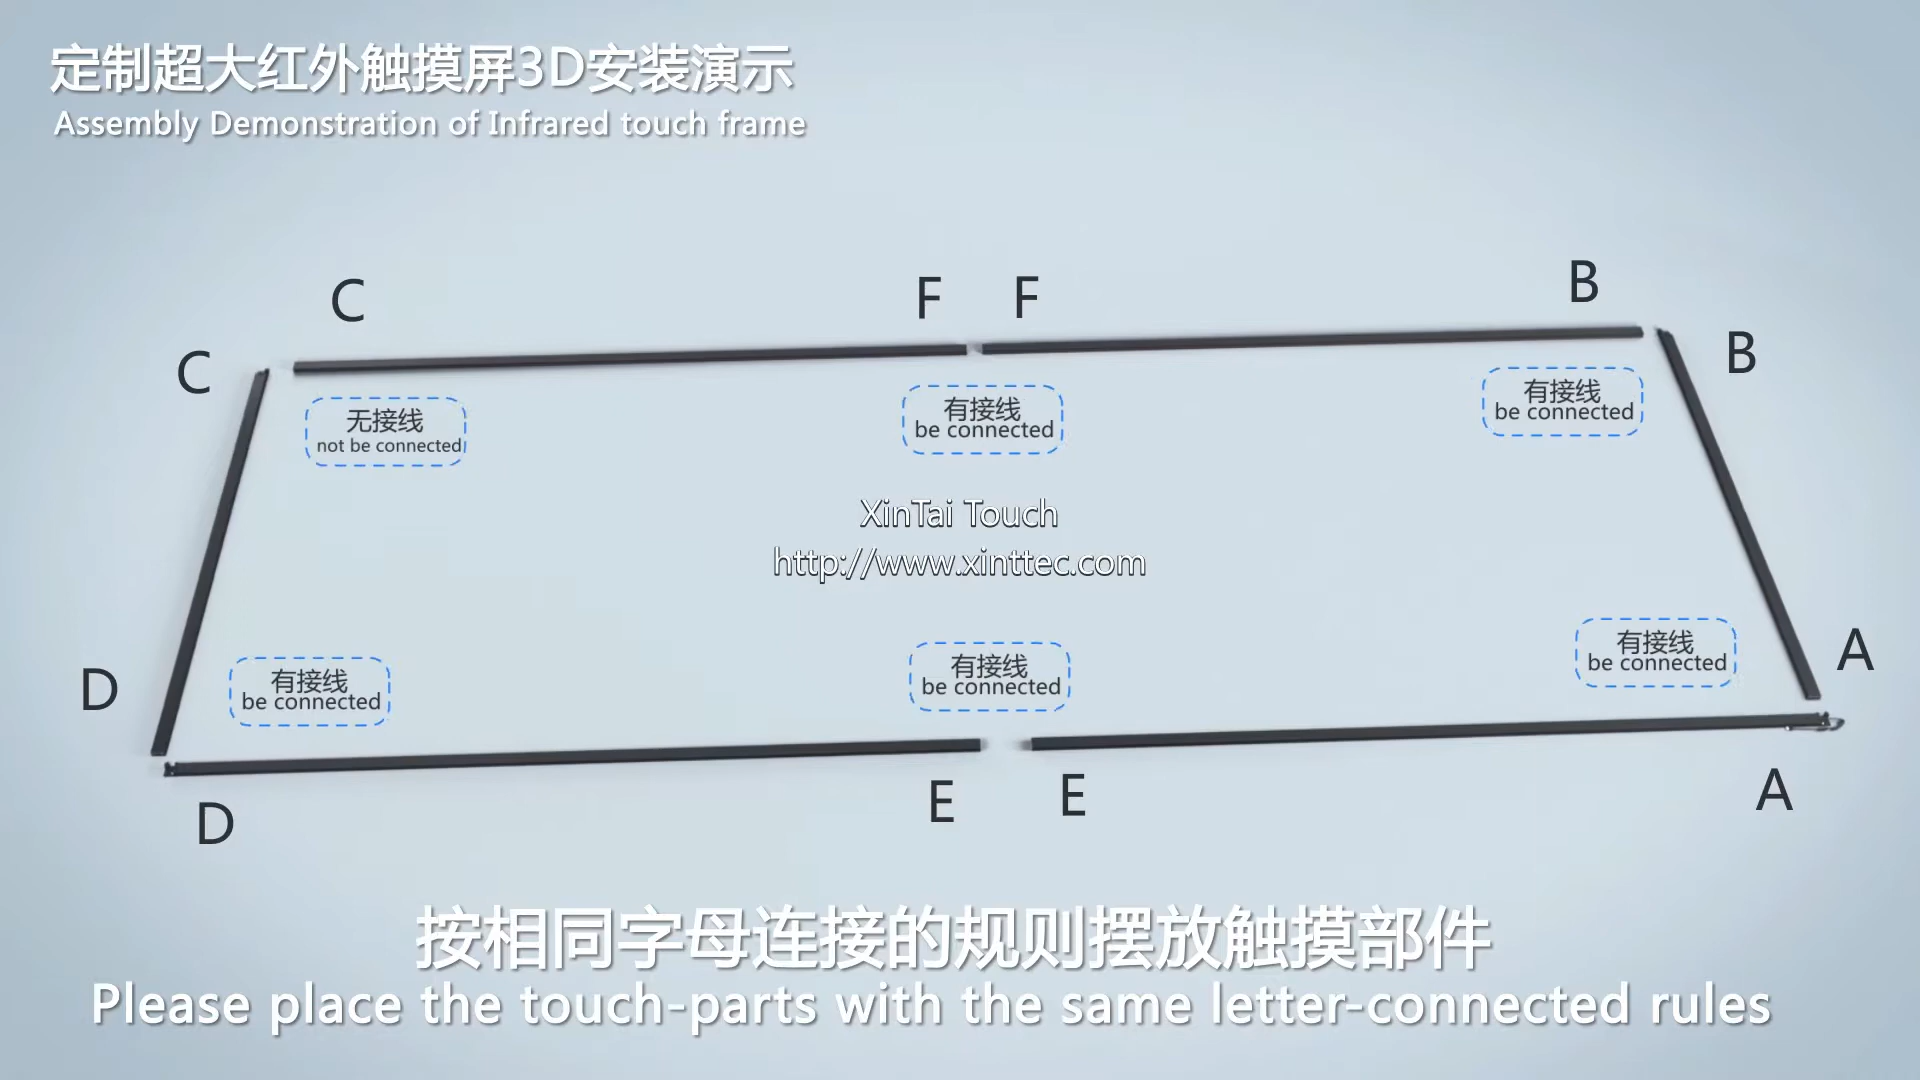 定制超大红外触摸屏3D安装演示
Assembly Demonstration of Infrared touch frame
C
F
F
B
C
B
无接线
not be connected
有接线
be connected
有接线
be connected
XinTai Touch
http://www.xinttec.com
D
有接线
be connected
有接线
be connected
有接线
be connected
A
D
E
E
A
按相同字母连接的规则摆放触摸部件
Please place the touch-parts with the same letter-connected rules